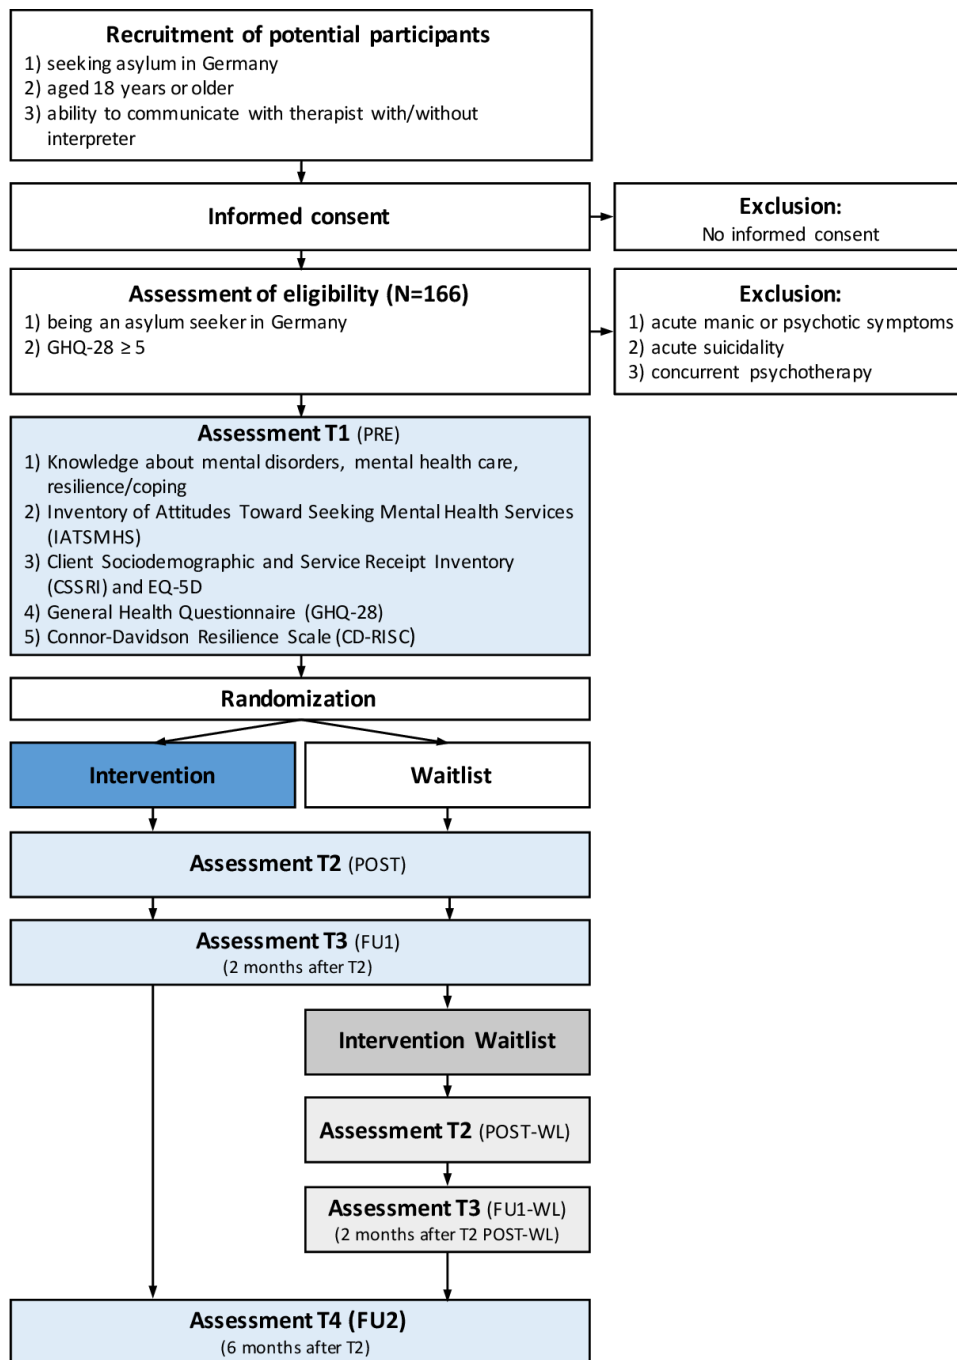 Recruitment of potential participants
1) seeking asylum in Germany
2) aged 18 years or older
3) ability to communicate with therapist with/without
interpreter
Informed consent
Exclusion:
No informed consent
Assessment of eligibility (N=166)
1) being an asylum seeker in Germany
2) GHQ-28 ≥ 5
Exclusion:
1) acute manic or psychotic symptoms
2) acute suicidality
3) concurrent psychotherapy
Assessment T1 (PRE)
1) Knowledge about mental disorders, mental health care,
resilience/coping
2) Inventory of Attitudes Toward Seeking Mental Health Services
(IATSMHS)
3) Client Sociodemographic and Service Receipt Inventory
(CSSRI) and EQ-5D
4) General Health Questionnaire (GHQ-28)
5) Connor-Davidson Resilience Scale (CD-RISC)
Randomization
Intervention
Waitlist
Assessment T2 (POST)
Assessment T3 (FU1)
(2 months after T2)
Intervention Waitlist
Assessment T2 (POST-WL)
Assessment T3 (FU1-WL)
(2 months after T2 POST-WL)
Assessment T4 (FU2)
(6 months after T2)